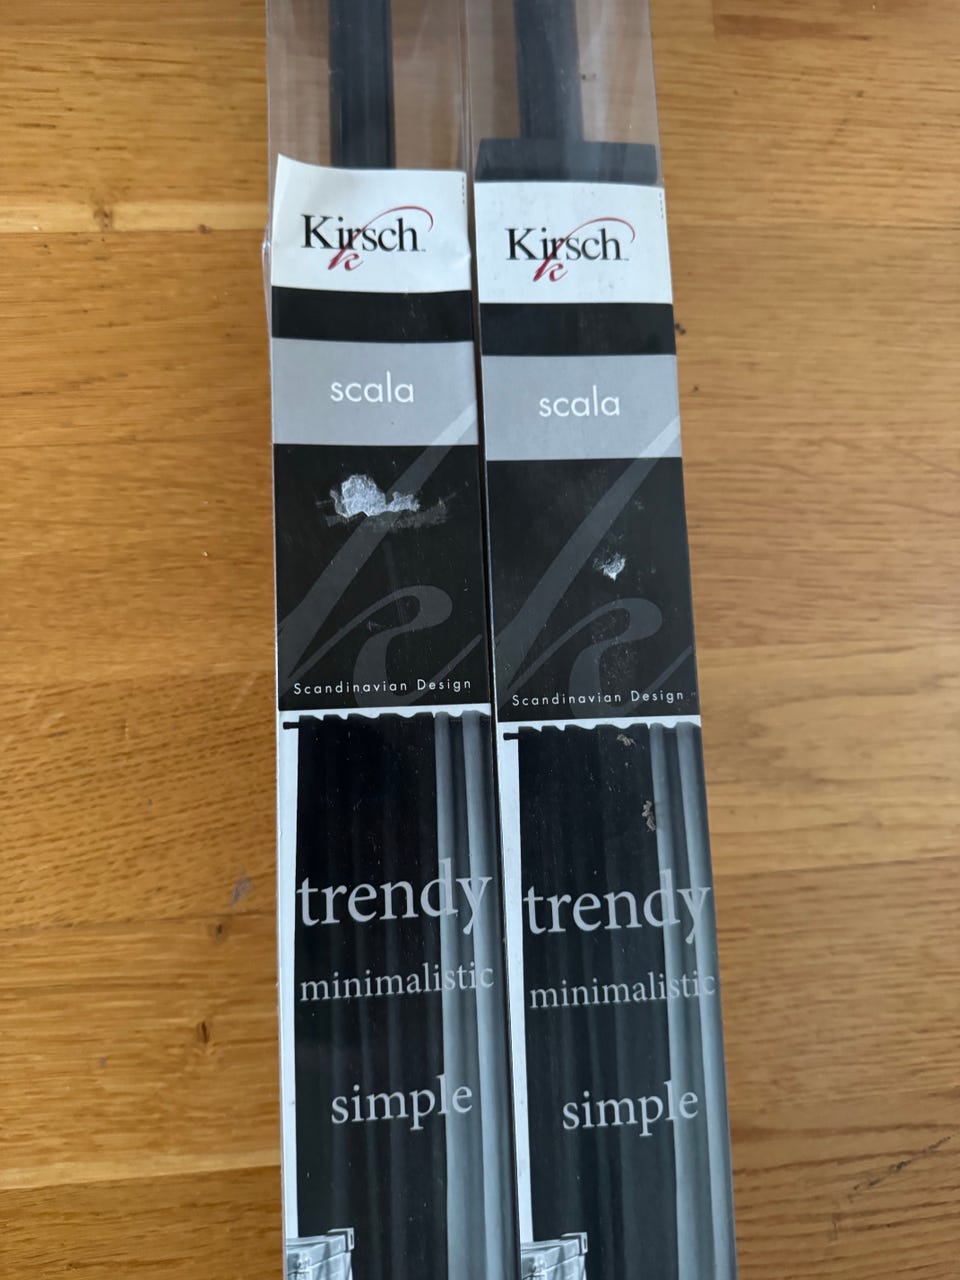 Kirsch
k
scala
Scandinavian Design
trendy
minimalistic
simple
Kirsch
k
scala
Scandinavian Design
trendy
minimalistic
simple